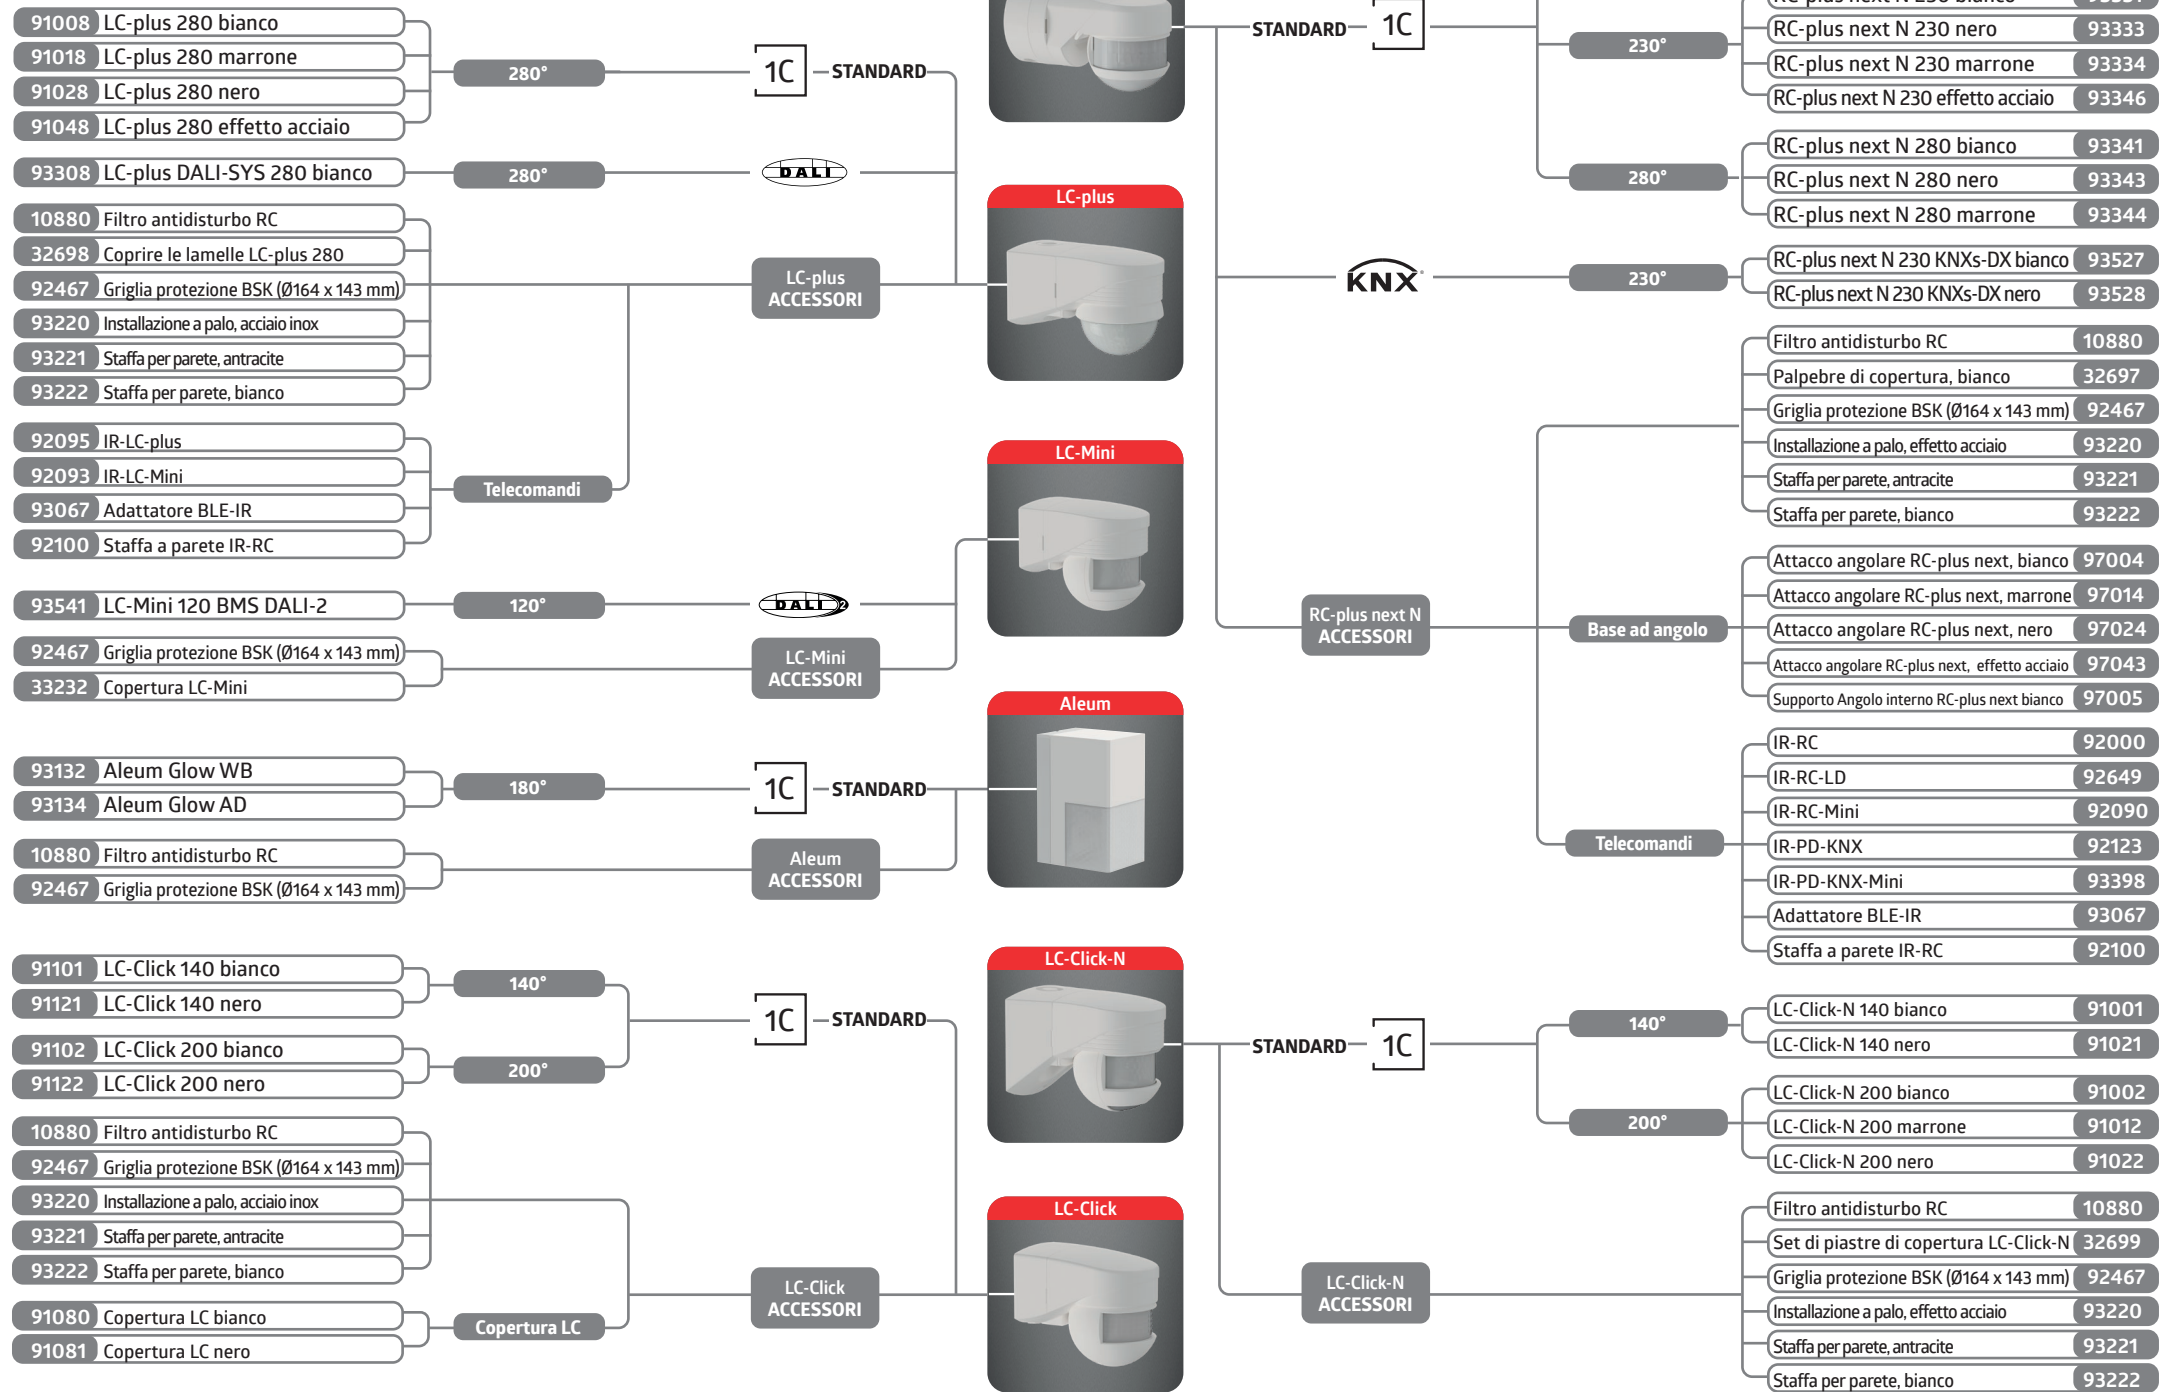 91008 LC-plus 280 bianco
91018 LC-plus 280 marrone
91028 LC-plus 280 nero
91048 LC-plus 280 effetto acciaio
280°
1C
STANDARD
93308 LC-plus DALI-SYS 280 bianco
280°
DALI
10880 Filtro antidisturbo RC
32698 Coprire le lamelle LC-plus 280
92467 Griglia protezione BSK (Ø164 x 143 mm)
93220 Installazione a palo, acciaio inox
93221 Staffa per parete, antracite
93222 Staffa per parete, bianco
LC-plus
ACCESSORI
92095 IR-LC-plus
92093 IR-LC-Mini
93067 Adattatore BLE-IR
92100 Staffa a parete IR-RC
Telecomandi
LC-plus
93541 LC-Mini 120 BMS DALI-2
120°
DALI 2
92467 Griglia protezione BSK (Ø164 x 143 mm)
33232 Copertura LC-Mini
LC-Mini
ACCESSORI
LC-Mini
93132 Aleum Glow WB
93134 Aleum Glow AD
180°
1C
STANDARD
10880 Filtro antidisturbo RC
92467 Griglia protezione BSK (Ø164 x 143 mm)
Aleum
ACCESSORI
Aleum
91101 LC-Click 140 bianco
91121 LC-Click 140 nero
140°
91102 LC-Click 200 bianco
91122 LC-Click 200 nero
200°
1C
STANDARD
10880 Filtro antidisturbo RC
92467 Griglia protezione BSK (Ø164 x 143 mm)
93220 Installazione a palo, acciaio inox
93221 Staffa per parete, antracite
93222 Staffa per parete, bianco
91080 Copertura LC bianco
91081 Copertura LC nero
Copertura LC
LC-Click
ACCESSORI
LC-Click-N
LC-Click
STANDARD
1C
230°
RC-plus next N 230 bianco 93331
RC-plus next N 230 nero 93333
RC-plus next N 230 marrone 93334
RC-plus next N 230 effetto acciaio 93346
280°
RC-plus next N 280 bianco 93341
RC-plus next N 280 nero 93343
RC-plus next N 280 marrone 93344
KNX®
230°
RC-plus next N 230 KNXs-DX bianco 93527
RC-plus next N 230 KNXs-DX nero 93528
Filtro antidisturbo RC 10880
Palpebre di copertura, bianco 32697
Griglia protezione BSK (Ø164 x 143 mm) 92467
Installazione a palo, effetto acciaio 93220
Staffa per parete, antracite 93221
Staffa per parete, bianco 93222
RC-plus next N
ACCESSORI
Base ad angolo
Attacco angolare RC-plus next, bianco 97004
Attacco angolare RC-plus next, marrone 97014
Attacco angolare RC-plus next, nero 97024
Attacco angolare RC-plus next, effetto acciaio 97043
Supporto Angolo interno RC-plus next bianco 97005
Telecomandi
IR-RC 92000
IR-RC-LD 92649
IR-RC-Mini 92090
IR-PD-KNX 92123
IR-PD-KNX-Mini 93398
Adattatore BLE-IR 93067
Staffa a parete IR-RC 92100
STANDARD
1C
140°
LC-Click-N 140 bianco 91001
LC-Click-N 140 nero 91021
200°
LC-Click-N 200 bianco 91002
LC-Click-N 200 marrone 91012
LC-Click-N 200 nero 91022
LC-Click-N
ACCESSORI
Filtro antidisturbo RC 10880
Set di piastre di copertura LC-Click-N 32699
Griglia protezione BSK (Ø164 x 143 mm) 92467
Installazione a palo, effetto acciaio 93220
Staffa per parete, antracite 93221
Staffa per parete, bianco 93222